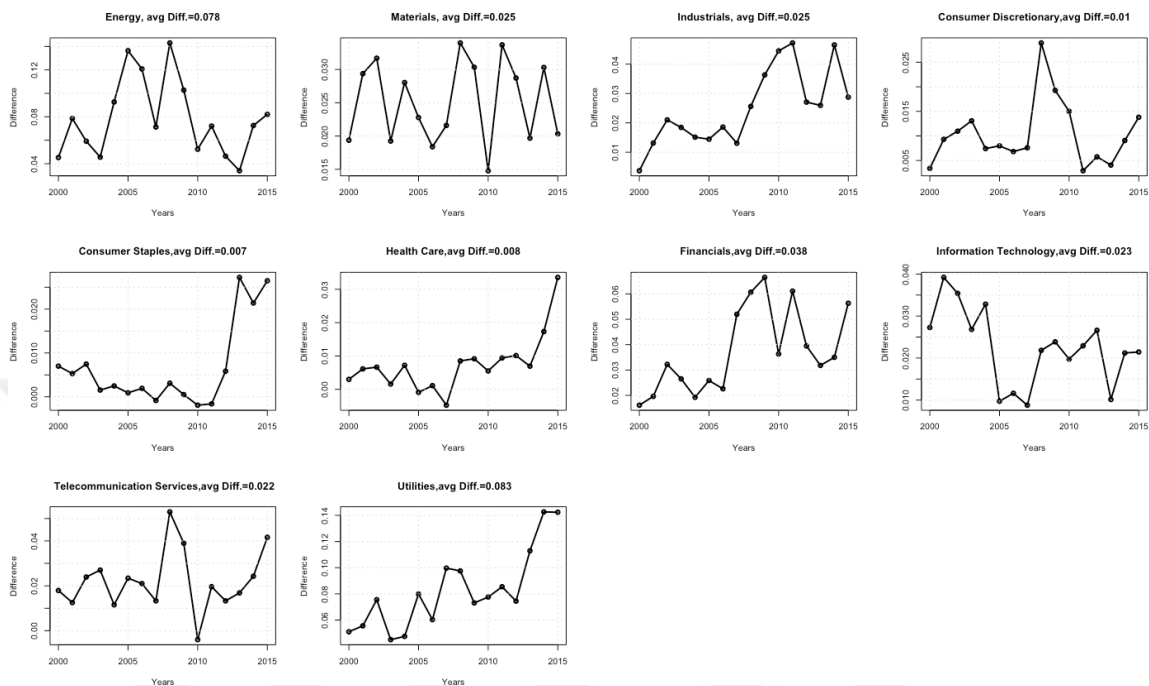 Energy, avg Diff.=0.078
Difference
0.04 0.08 0.12
2000 2005 2010 2015
Years
Materials, avg Diff.=0.025
Difference
0.015 0.020 0.025 0.030
2000 2005 2010 2015
Years
Industrials, avg Diff.=0.025
Difference
0.01 0.02 0.03 0.04
2000 2005 2010 2015
Years
Consumer Discretionary,avg Diff.=0.01
Difference
0.005 0.015 0.025
2000 2005 2010 2015
Years
Consumer Staples,avg Diff.=0.007
Difference
0.000 0.010 0.020
2000 2005 2010 2015
Years
Health Care,avg Diff.=0.008
Difference
0.00 0.01 0.02 0.03
2000 2005 2010 2015
Years
Financials,avg Diff.=0.038
Difference
0.02 0.03 0.04 0.05 0.06
2000 2005 2010 2015
Years
Information Technology,avg Diff.=0.023
Difference
0.010 0.020 0.030 0.040
2000 2005 2010 2015
Years
Telecommunication Services,avg Diff.=0.022
Difference
0.00 0.02 0.04
2000 2005 2010 2015
Years
Utilities,avg Diff.=0.083
Difference
0.06 0.08 0.10 0.12 0.14
2000 2005 2010 2015
Years